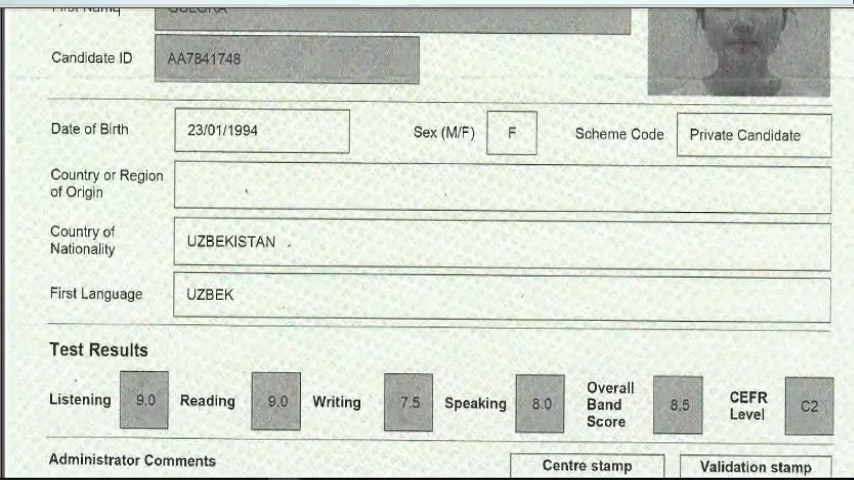 First Name
Candidate ID AA7841748
Date of Birth 23/01/1994 Sex (M/F) F Scheme Code Private Candidate
Country or Region
of Origin
Country of
Nationality UZBEKISTAN
First Language UZBEK
Test Results
Listening 9.0 Reading 9.0 Writing 7.5 Speaking 8.0 Overall Band Score 8.5 CEFR Level C2
Administrator Comments Centre stamp Validation stamp